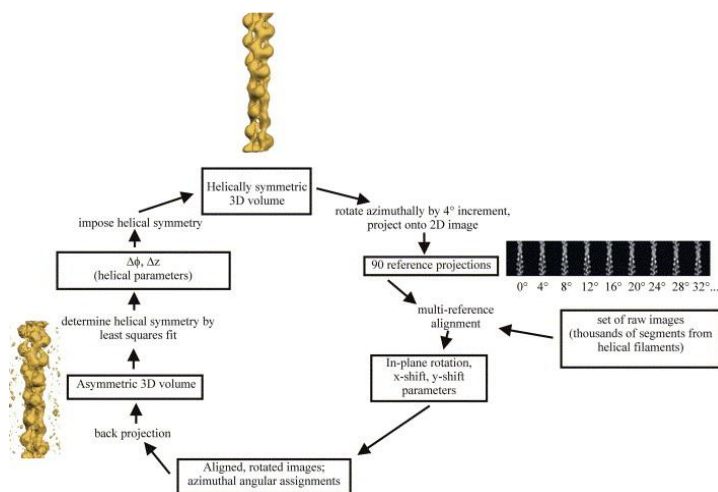 Helically symmetric
3D volume
rotate azimuthally by 4° increment,
project onto 2D image
90 reference projections
0° 4° 8° 12° 16° 20° 24° 28° 32°...
multi-reference
alignment
set of raw images
(thousands of segments from
helical filaments)
In-plane rotation,
x-shift, y-shift
parameters
Aligned, rotated images;
azimuthal angular assignments
back projection
Asymmetric 3D volume
determine helical symmetry by
least squares fit
Δϕ, Δz
(helical parameters)
impose helical symmetry